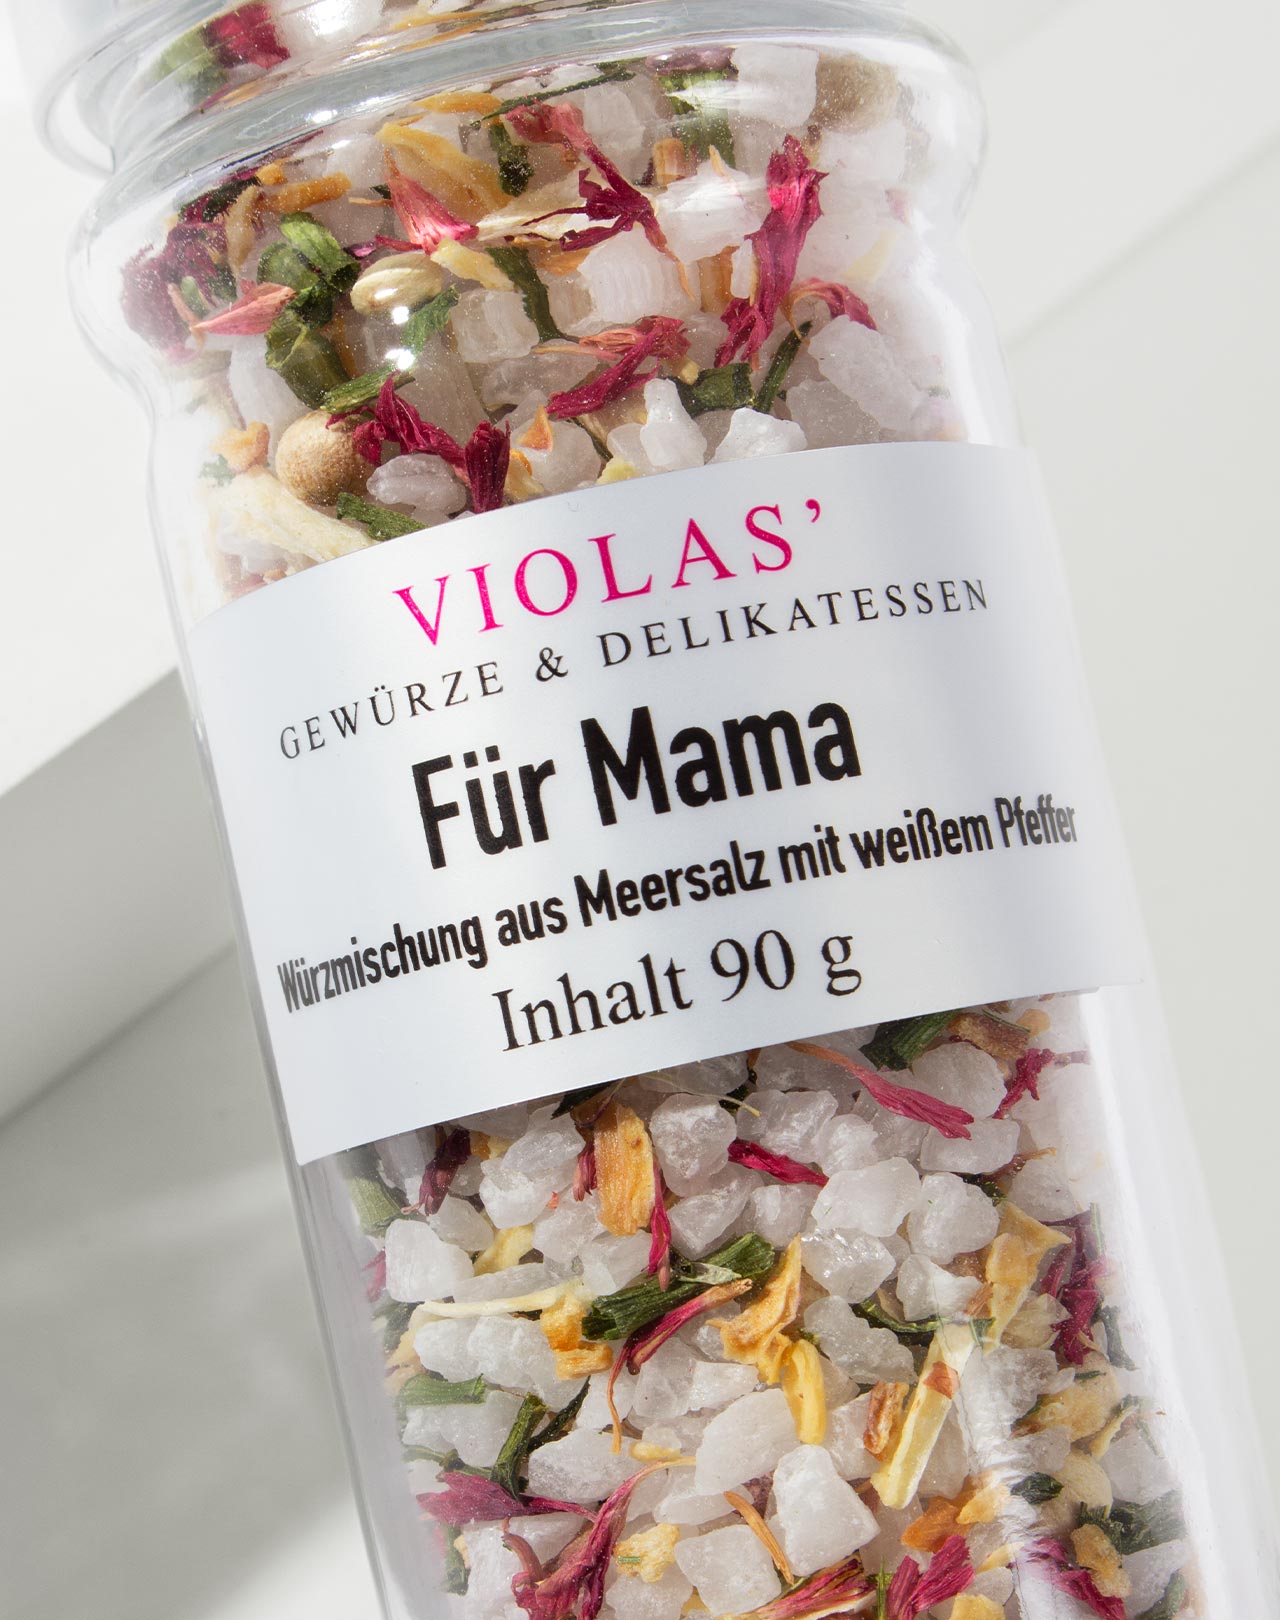 VIOLAS’
GEWÜRZE & DELIKATESSEN
Für Mama
Würzmischung aus Meersalz mit weißem Pfeffer
Inhalt 90 g